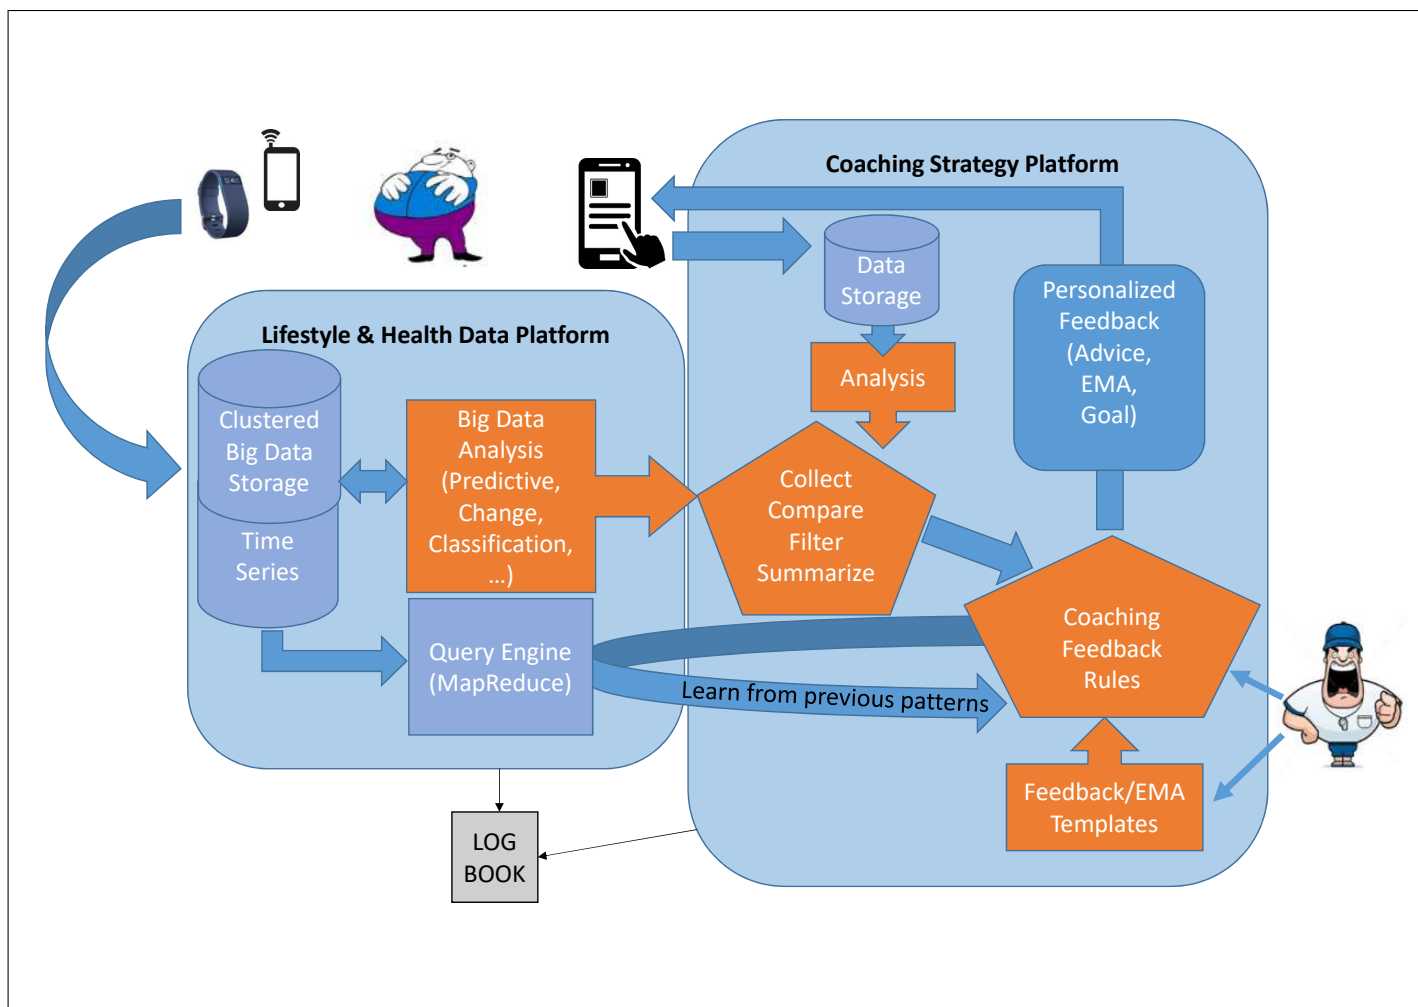 Coaching Strategy Platform
Data
Storage
Personalized
Feedback
(Advice,
EMA,
Goal)
Analysis
Lifestyle & Health Data Platform
Clustered
Big Data
Storage
Time
Series
Big Data
Analysis
(Predictive,
Change,
Classification,
...)
Collect
Compare
Filter
Summarize
Query Engine
(MapReduce)
Learn from previous patterns
Coaching
Feedback
Rules
Feedback/EMA
Templates
LOG
BOOK